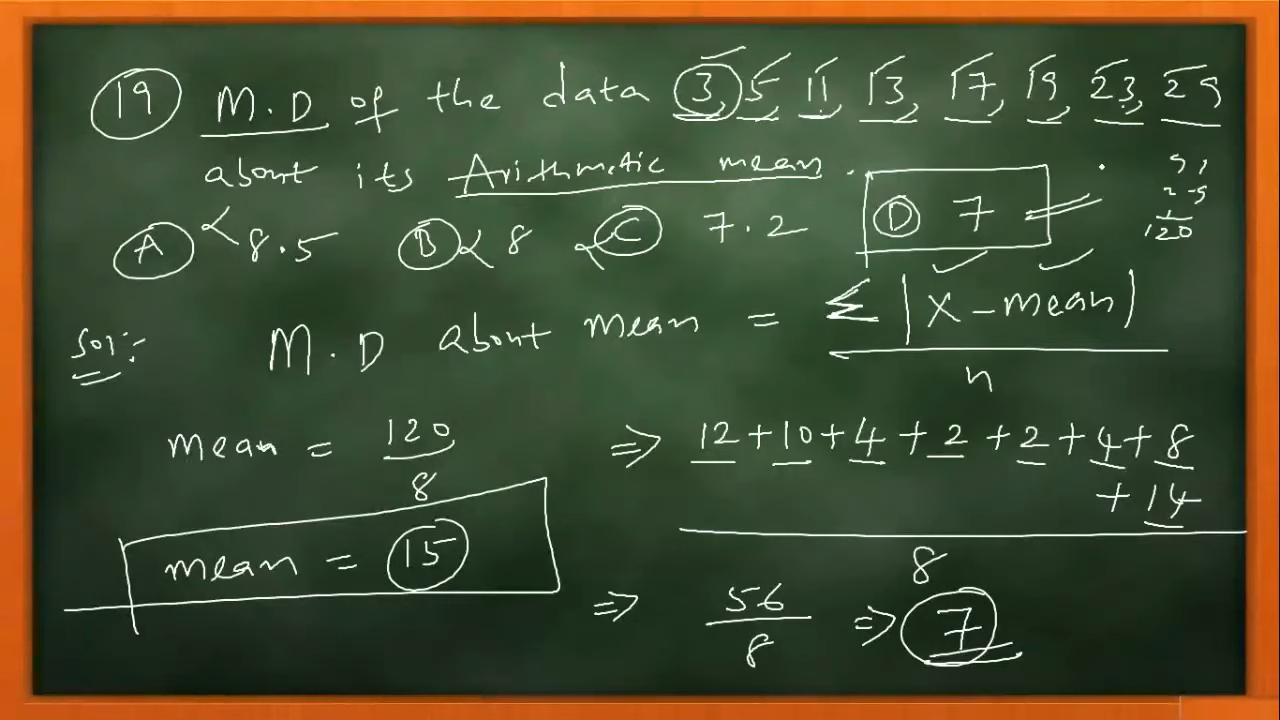 19 M.D of the data 3, 5, 11, 13, 17, 19, 23, 29
about its Arithmetic mean.
A 8.5 B 8 C 7.2 D 7
120
Sol:-
M.D about mean = Σ |x - mean|
n
mean = 120
8
⇒ 12 + 10 + 4 + 2 + 2 + 4 + 8
+ 14
8
mean = 15
⇒ 56
8
⇒ 7